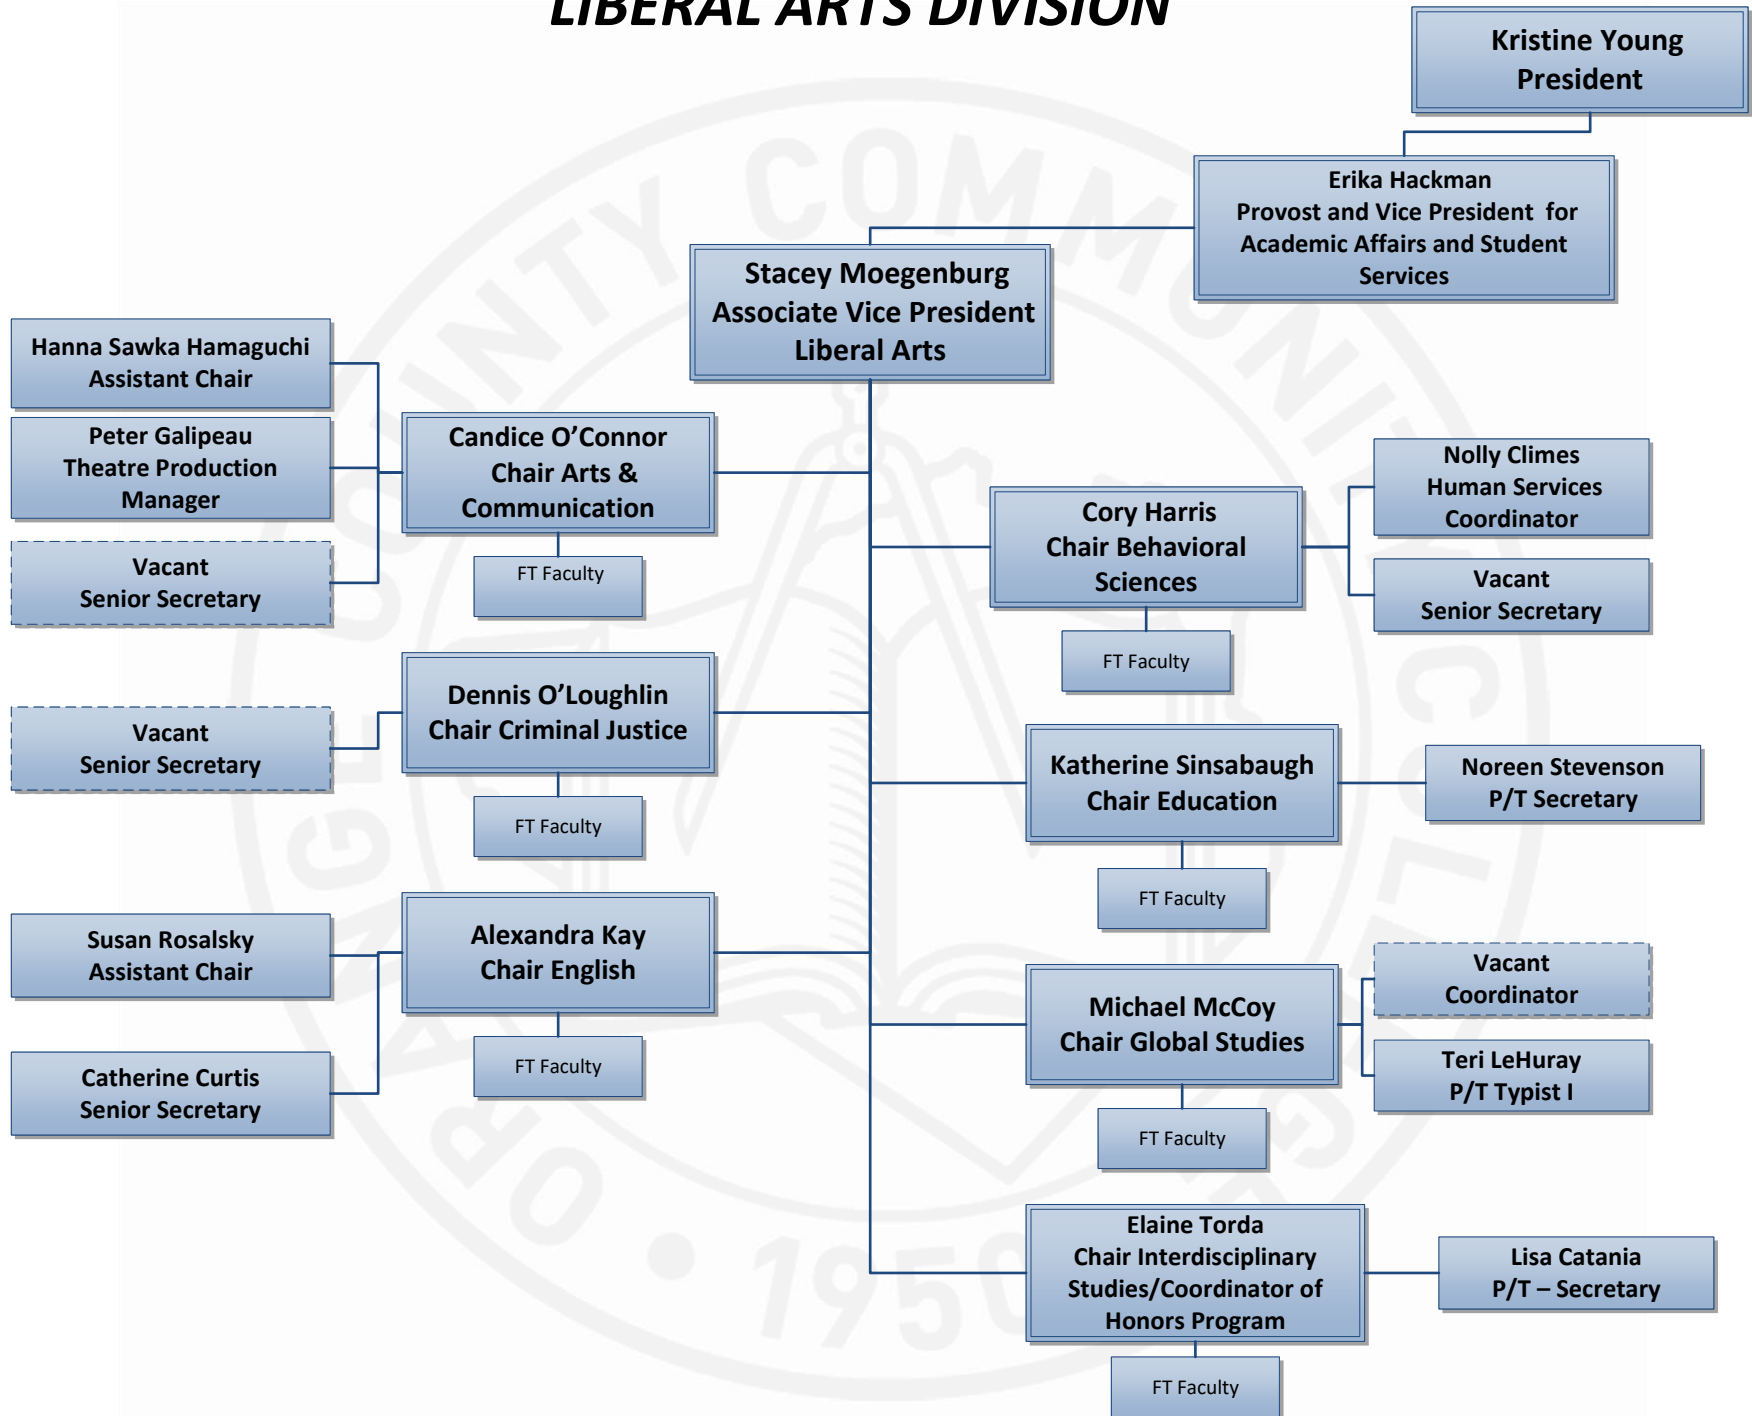 LIBERAL ARTS DIVISION
Kristine Young
President
Erika Hackman
Provost and Vice President for
Academic Affairs and Student
Services
Stacey Moegenburg
Associate Vice President
Liberal Arts
Hanna Sawka Hamaguchi
Assistant Chair
Peter Galipeau
Theatre Production
Manager
Vacant
Senior Secretary
Candice O’Connor
Chair Arts &
Communication
FT Faculty
Cory Harris
Chair Behavioral
Sciences
FT Faculty
Nolly Climes
Human Services
Coordinator
Vacant
Senior Secretary
Vacant
Senior Secretary
Dennis O’Loughlin
Chair Criminal Justice
FT Faculty
Katherine Sinsabaugh
Chair Education
FT Faculty
Noreen Stevenson
P/T Secretary
Susan Rosalsky
Assistant Chair
Catherine Curtis
Senior Secretary
Alexandra Kay
Chair English
FT Faculty
Michael McCoy
Chair Global Studies
FT Faculty
Vacant
Coordinator
Teri LeHuray
P/T Typist I
Elaine Torda
Chair Interdisciplinary
Studies/Coordinator of
Honors Program
FT Faculty
Lisa Catania
P/T – Secretary
ORANGE COUNTY COMMUNITY COLLEGE
• 1950